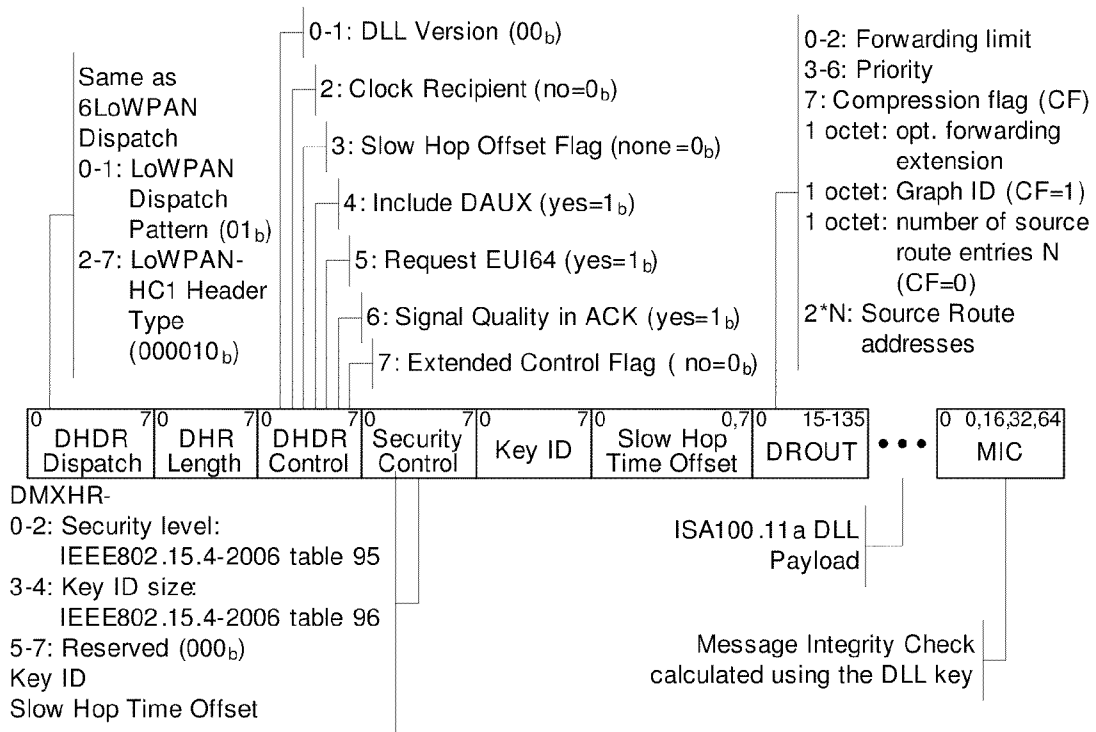 Same as
6LoWPAN
Dispatch
0-1: LoWPAN
Dispatch
Pattern (01b)
2-7: LoWPAN-
HC1 Header
Type
(000010b)
0-1: DLL Version (00b)
2: Clock Recipient (no=0b)
3: Slow Hop Offset Flag (none=0b)
4: Include DAUX (yes=1b)
5: Request EUI64 (yes=1b)
6: Signal Quality in ACK (yes=1b)
7: Extended Control Flag ( no=0b)
0-2: Forwarding limit
3-6: Priority
7: Compression flag (CF)
1 octet: opt. forwarding
extension
1 octet: Graph ID (CF=1)
1 octet: number of source
route entries N
(CF=0)
2*N: Source Route
addresses
0 7 0 7 0 7 0 7 0 7 0 0,7 0 15-135 0 0,16,32,64
DHDR DHR DHDR Security Key ID Slow Hop DROUT ••• MIC
Dispatch Length Control Control Time Offset
DMXHR-
0-2: Security level:
IEEE802.15.4-2006 table 95
3-4: Key ID size:
IEEE802.15.4-2006 table 96
5-7: Reserved (000b)
Key ID
Slow Hop Time Offset
ISA100.11a DLL
Payload
Message Integrity Check
calculated using the DLL key